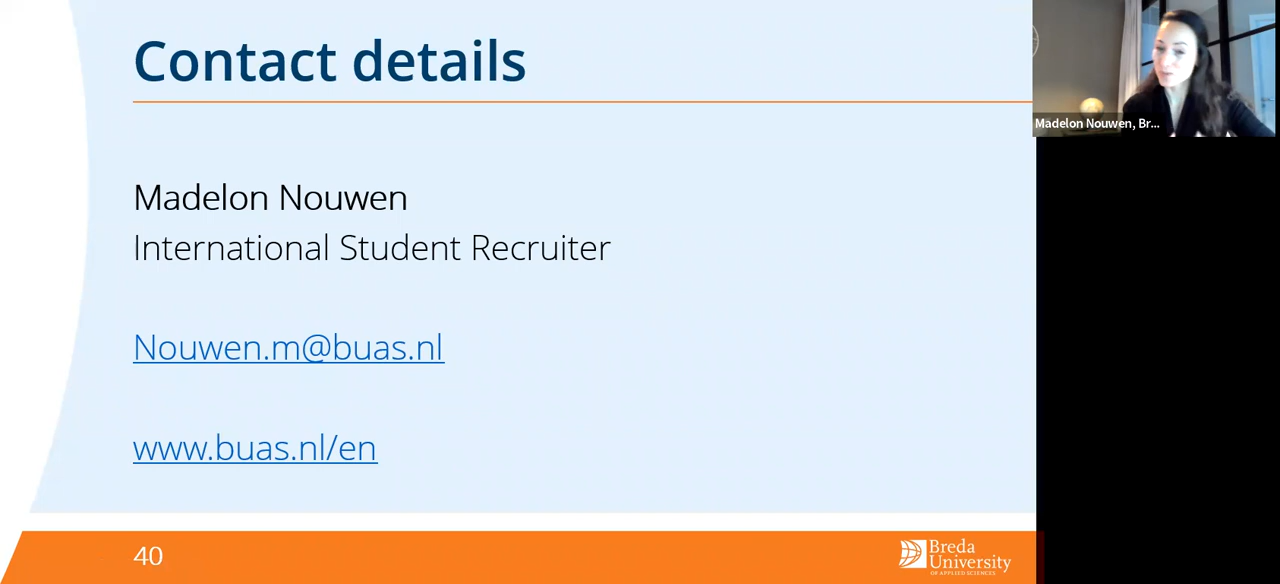 Contact details
Madelon Nouwen, Br...
Madelon Nouwen
International Student Recruiter
Nouwen.m@buas.nl
www.buas.nl/en
40
Breda
University
OF APPLIED SCIENCES